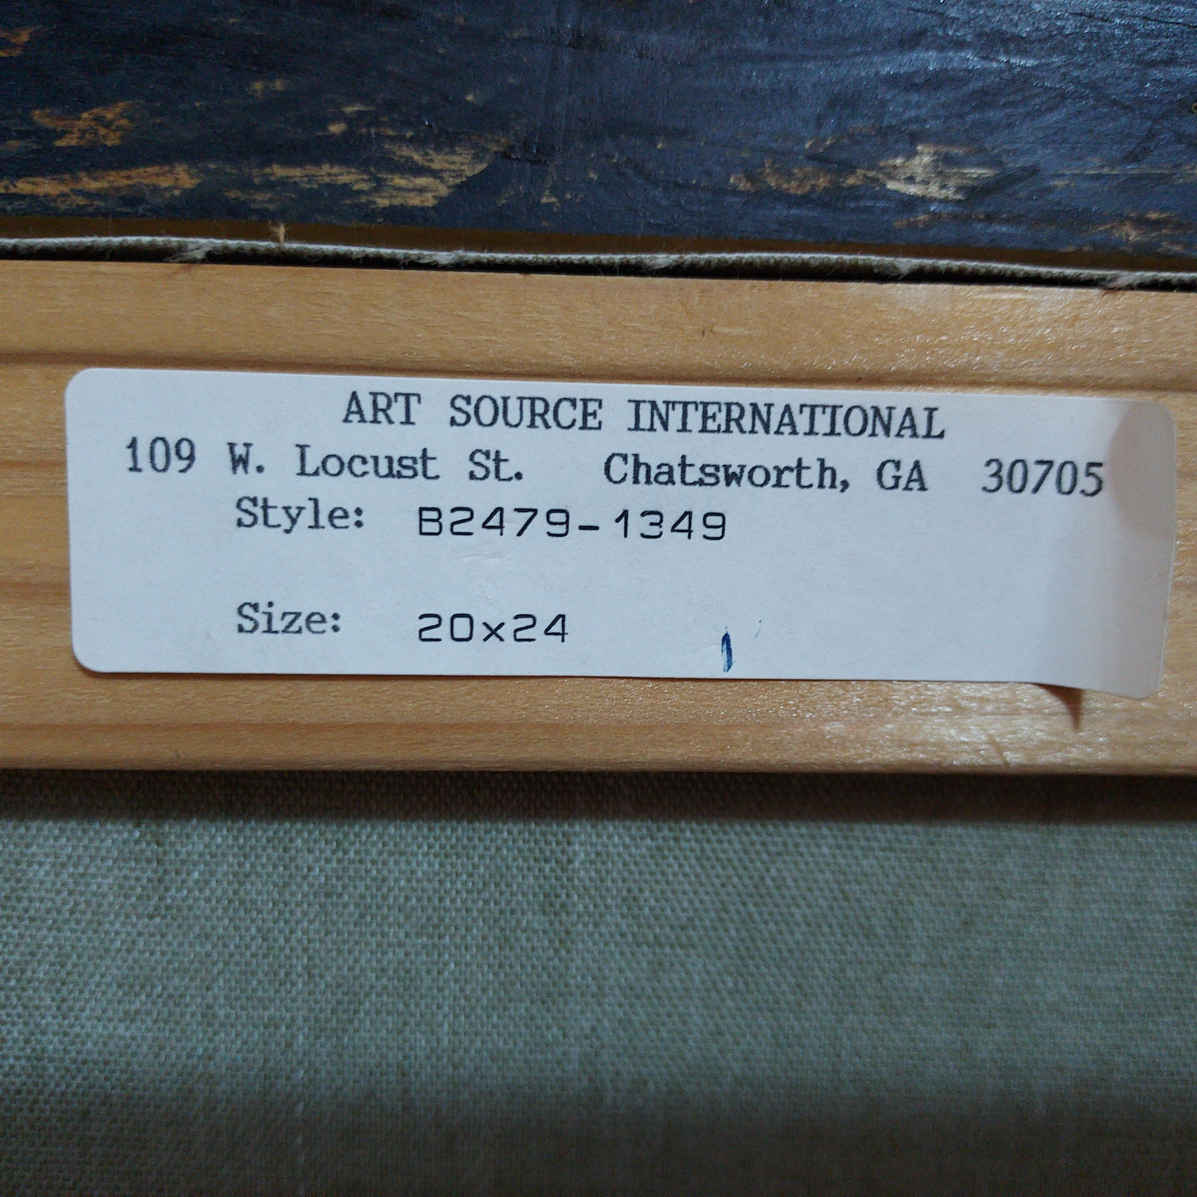 ART SOURCE INTERNATIONAL
109 W. Locust St. Chatsworth, GA 30705
Style: B2479-1349
Size: 20x24